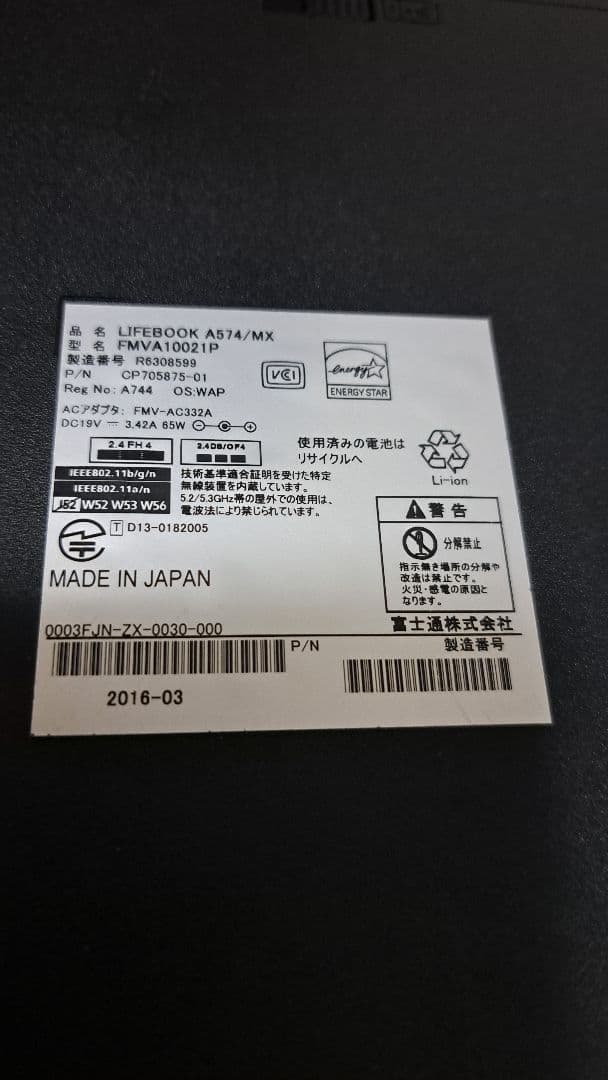 品 名 LIFEBOOK A574/MX
型 名 FMVA10021P
製造番号 R6308599
P/N CP705875-01
Reg No: A744 OS:WAP
VCCI
energy
ENERGY STAR
ACアダプタ: FMV-AC332A
DC19V ⎓ 3.42A 65W
2.4 FH 4
2.4DS/OF4
IEEE802.11b/g/n
IEEE802.11a/n
J52 W52 W53 W56
技術基準適合証明を受けた特定
無線装置を内蔵しています。
5.2/5.3GHz帯の屋外での使用は、
電波法により禁じられています。
使用済みの電池は
リサイクルへ
Li-ion
T D13-0182005
警告
分解禁止
指示無き場所の分解や
改造は禁止です。
火災・感電の原因と
なります。
MADE IN JAPAN
富士通株式会社
0003FJN-ZX-0030-000
P/N
製造番号
2016-03